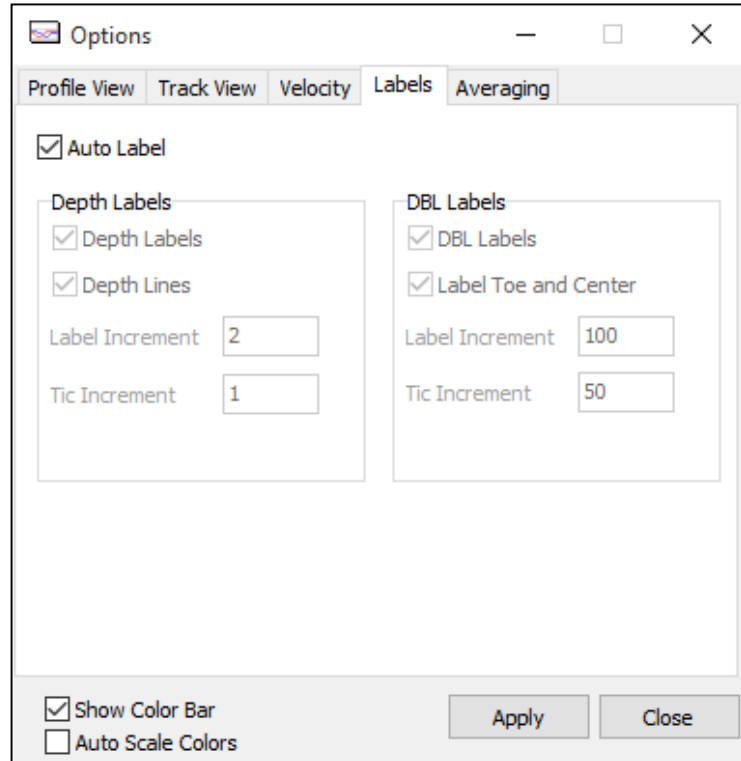 Options
Profile View Track View Velocity Labels Averaging
Auto Label
Depth Labels
Depth Labels
Depth Lines
Label Increment 2
Tic Increment 1
DBL Labels
DBL Labels
Label Toe and Center
Label Increment 100
Tic Increment 50
Show Color Bar
Auto Scale Colors
Apply Close